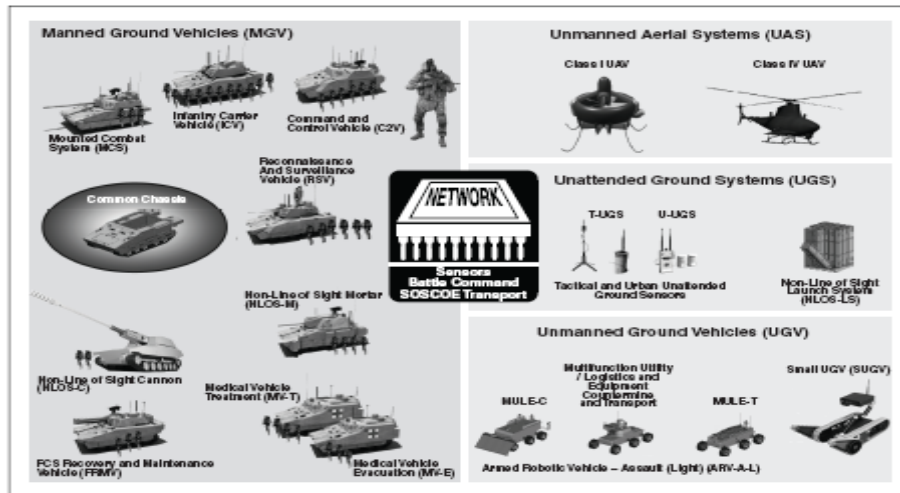 Manned Ground Vehicles (MGV)
Mounted Combat
System (MCS)
Infantry Carrier
Vehicle (ICV)
Command and
Control Vehicle (C2V)
Common Chassis
Reconnaissance
And Surveillance
Vehicle (RSV)
Non-Line of Sight Mortar
(NLOS-M)
Non-Line of Sight Cannon
(NLOS-C)
Medical Vehicle
Treatment (MV-T)
FCS Recovery and Maintenance
Vehicle (FRMV)
Medical Vehicle
Evacuation (MV-E)
NETWORK
Sensors
Battle Command
SOSCOE Transport
Unmanned Aerial Systems (UAS)
Class I UAV
Class IV UAV
Unattended Ground Systems (UGS)
T-UGS
U-UGS
Tactical and Urban Unattended
Ground Sensors
Non-Line of Sight
Launch System
(NLOS-LS)
Unmanned Ground Vehicles (UGV)
MULE-C
Multifunction Utility
/ Logistics and
Equipment
Countermine
and Transport
MULE-T
Small UGV (SUGV)
Armed Robotic Vehicle – Assault (Light) (ARV-A-L)